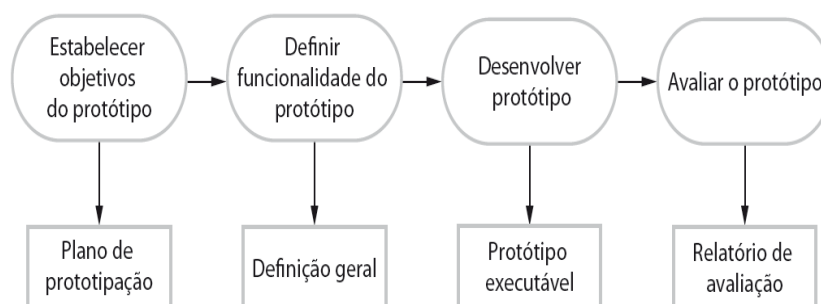 Estabelecer
objetivos
do protótipo
Definir
funcionalidade do
protótipo
Desenvolver
protótipo
Avaliar o protótipo
Plano de
prototipação
Definição geral
Protótipo
executável
Relatório de
avaliação